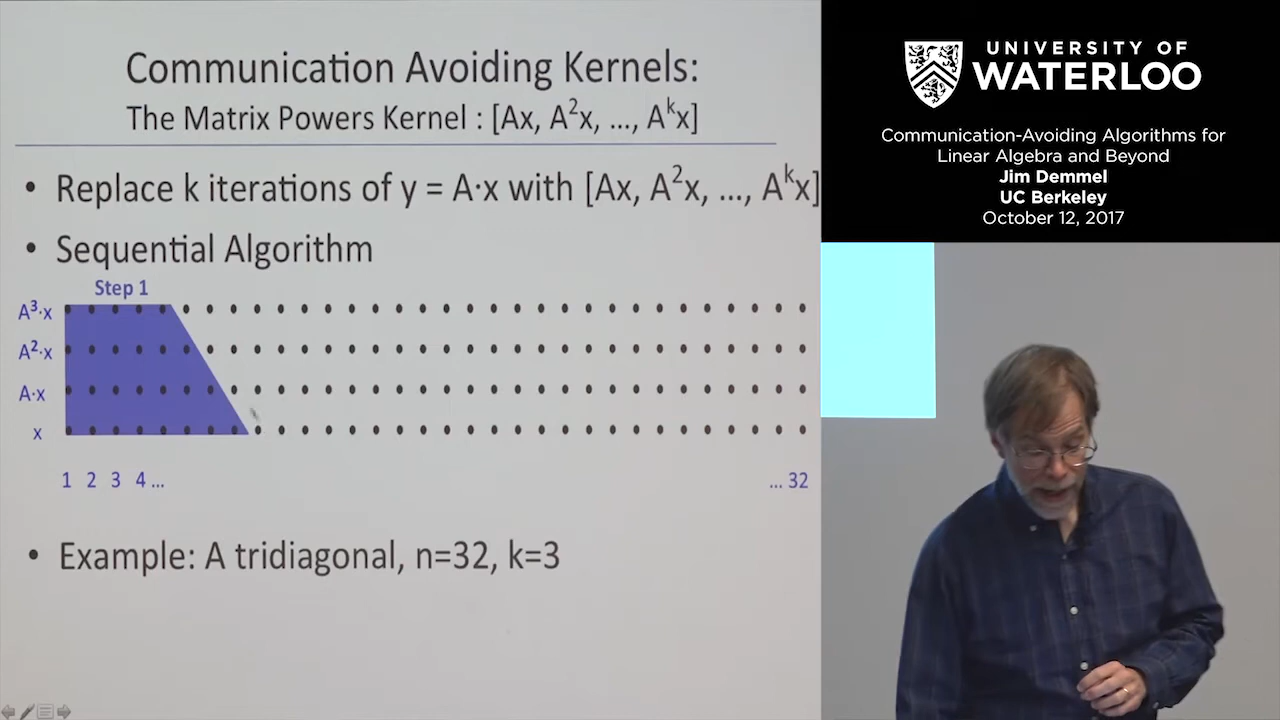 Communication Avoiding Kernels:
The Matrix Powers Kernel : [Ax, A²x, …, Aᵏx]
• Replace k iterations of y = A·x with [Ax, A²x, …, Aᵏx]
• Sequential Algorithm
Step 1
A³·x
A²·x
A·x
x
1 2 3 4 … … 32
• Example: A tridiagonal, n=32, k=3
UNIVERSITY OF
WATERLOO
Communication-Avoiding Algorithms for
Linear Algebra and Beyond
Jim Demmel
UC Berkeley
October 12, 2017